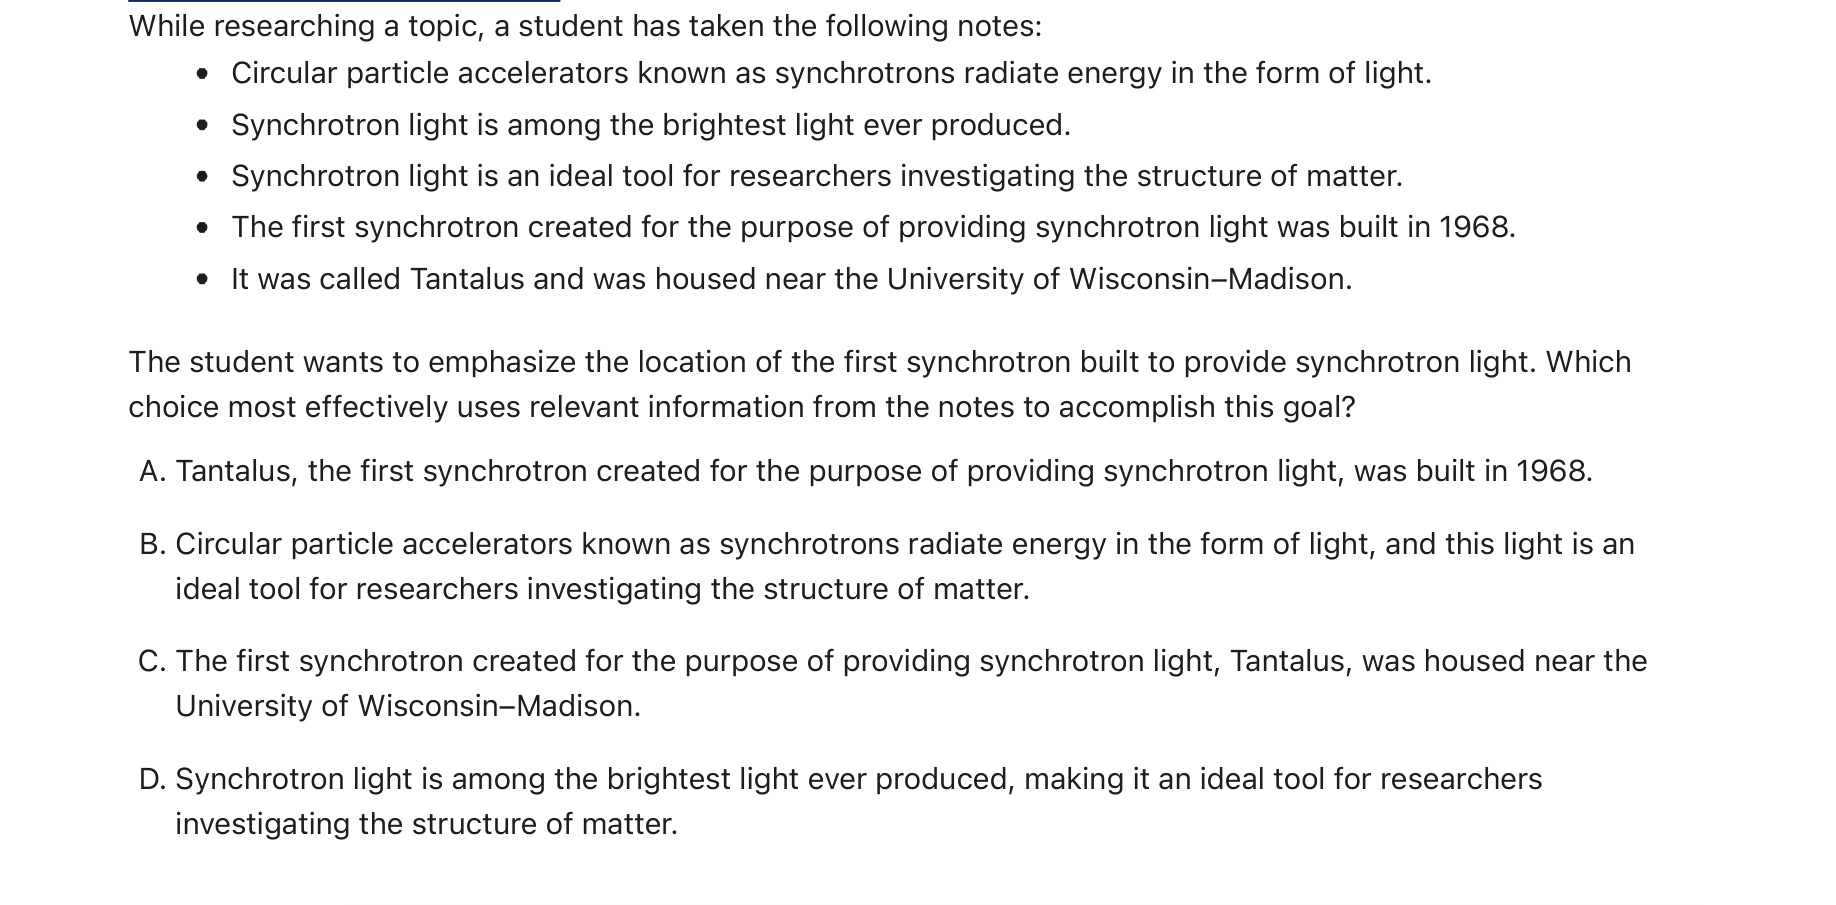 While researching a topic, a student has taken the following notes:
• Circular particle accelerators known as synchrotrons radiate energy in the form of light.
• Synchrotron light is among the brightest light ever produced.
• Synchrotron light is an ideal tool for researchers investigating the structure of matter.
• The first synchrotron created for the purpose of providing synchrotron light was built in 1968.
• It was called Tantalus and was housed near the University of Wisconsin–Madison.
The student wants to emphasize the location of the first synchrotron built to provide synchrotron light. Which
choice most effectively uses relevant information from the notes to accomplish this goal?
A. Tantalus, the first synchrotron created for the purpose of providing synchrotron light, was built in 1968.
B. Circular particle accelerators known as synchrotrons radiate energy in the form of light, and this light is an
ideal tool for researchers investigating the structure of matter.
C. The first synchrotron created for the purpose of providing synchrotron light, Tantalus, was housed near the
University of Wisconsin–Madison.
D. Synchrotron light is among the brightest light ever produced, making it an ideal tool for researchers
investigating the structure of matter.